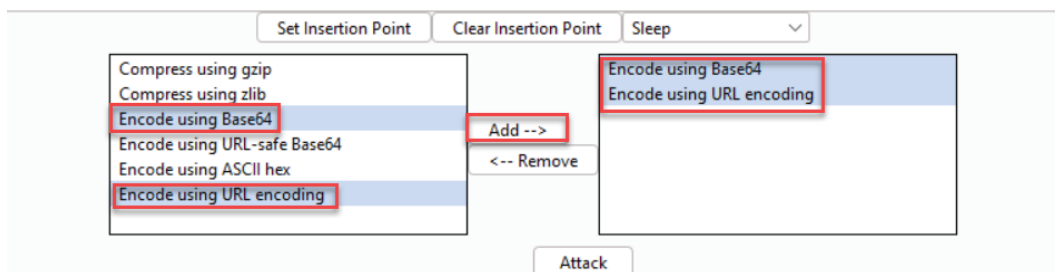 Set Insertion Point
Clear Insertion Point
Sleep
Compress using gzip
Compress using zlib
Encode using Base64
Encode using URL-safe Base64
Encode using ASCII hex
Encode using URL encoding
Add -->
<-- Remove
Encode using Base64
Encode using URL encoding
Attack